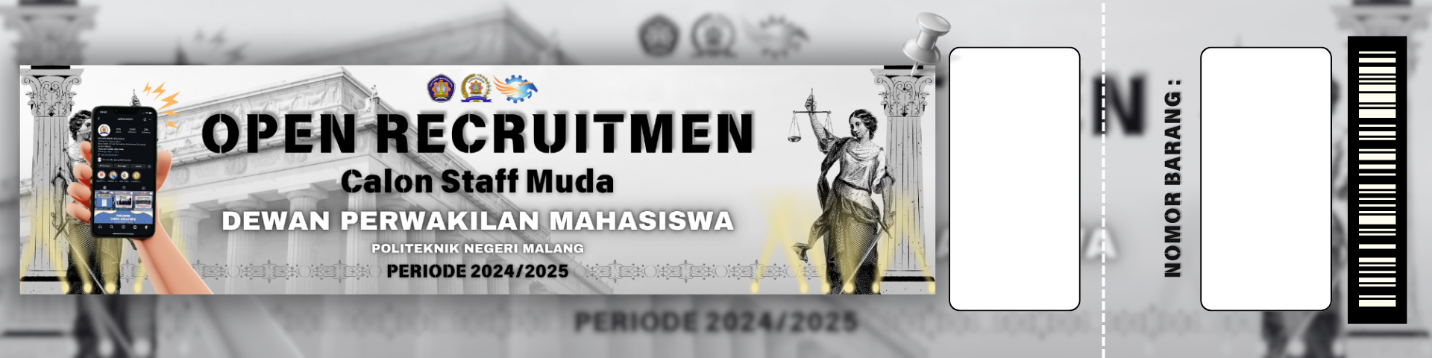 OPEN RECRUITMEN
Calon Staff Muda
DEWAN PERWAKILAN MAHASISWA
POLITEKNIK NEGERI MALANG
PERIODE 2024/2025
PERIODE 2024/2025
NOMOR BARANG :